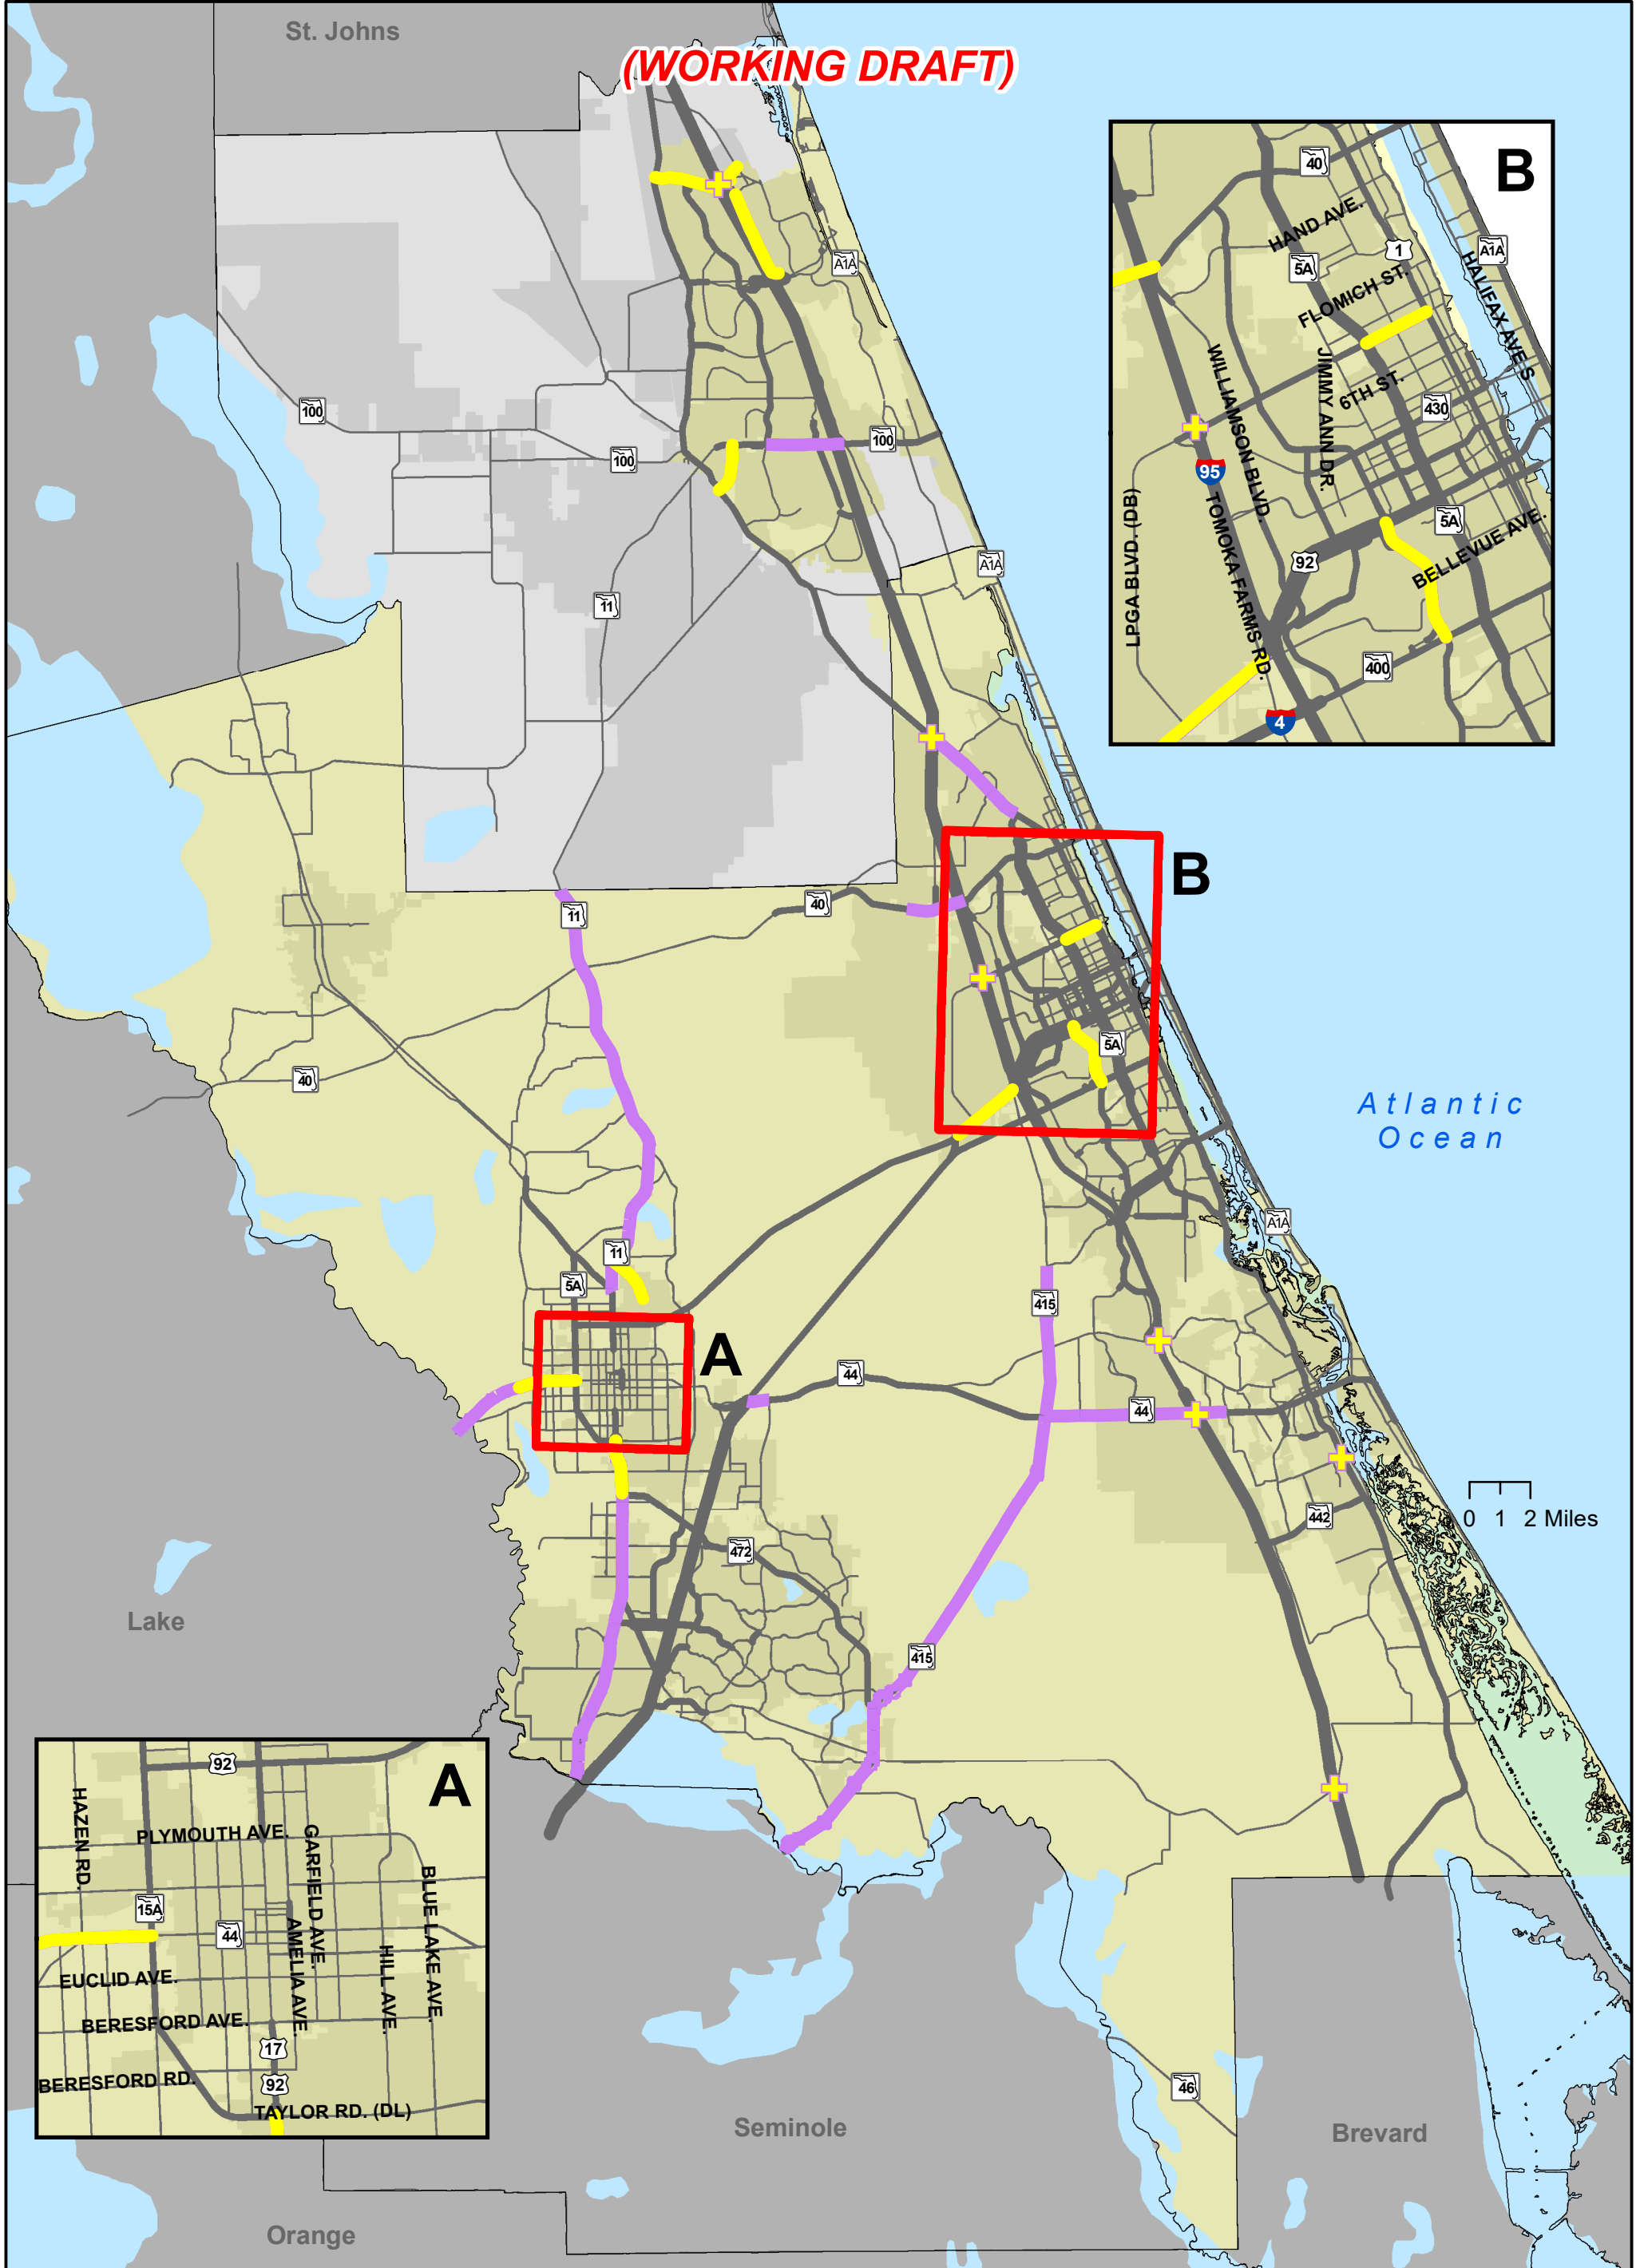 St. Johns
(WORKING DRAFT)
B
40
HAND AVE.
1
A1A
5A
HALIFAX AVE S
FLOMICH ST.
WILLIAMSON BLVD.
JIMMY ANN DR.
6TH ST.
430
95
LPGA BLVD. (DB)
TOMOKA FARMS RD.
5A
92
BELLEVUE AVE.
400
4
A1A
100
100
100
A1A
11
B
40
11
5A
40
Atlantic
Ocean
A1A
11
5A
415
A
44
44
0 1 2 Miles
442
472
Lake
415
A
92
HAZEN RD.
PLYMOUTH AVE.
GARFIELD AVE.
BLUE LAKE AVE.
15A
44
AMELIA AVE.
HILL AVE.
EUCLID AVE.
BERESFORD AVE.
17
92
BERESFORD RD.
TAYLOR RD. (DL)
46
Seminole
Brevard
Orange